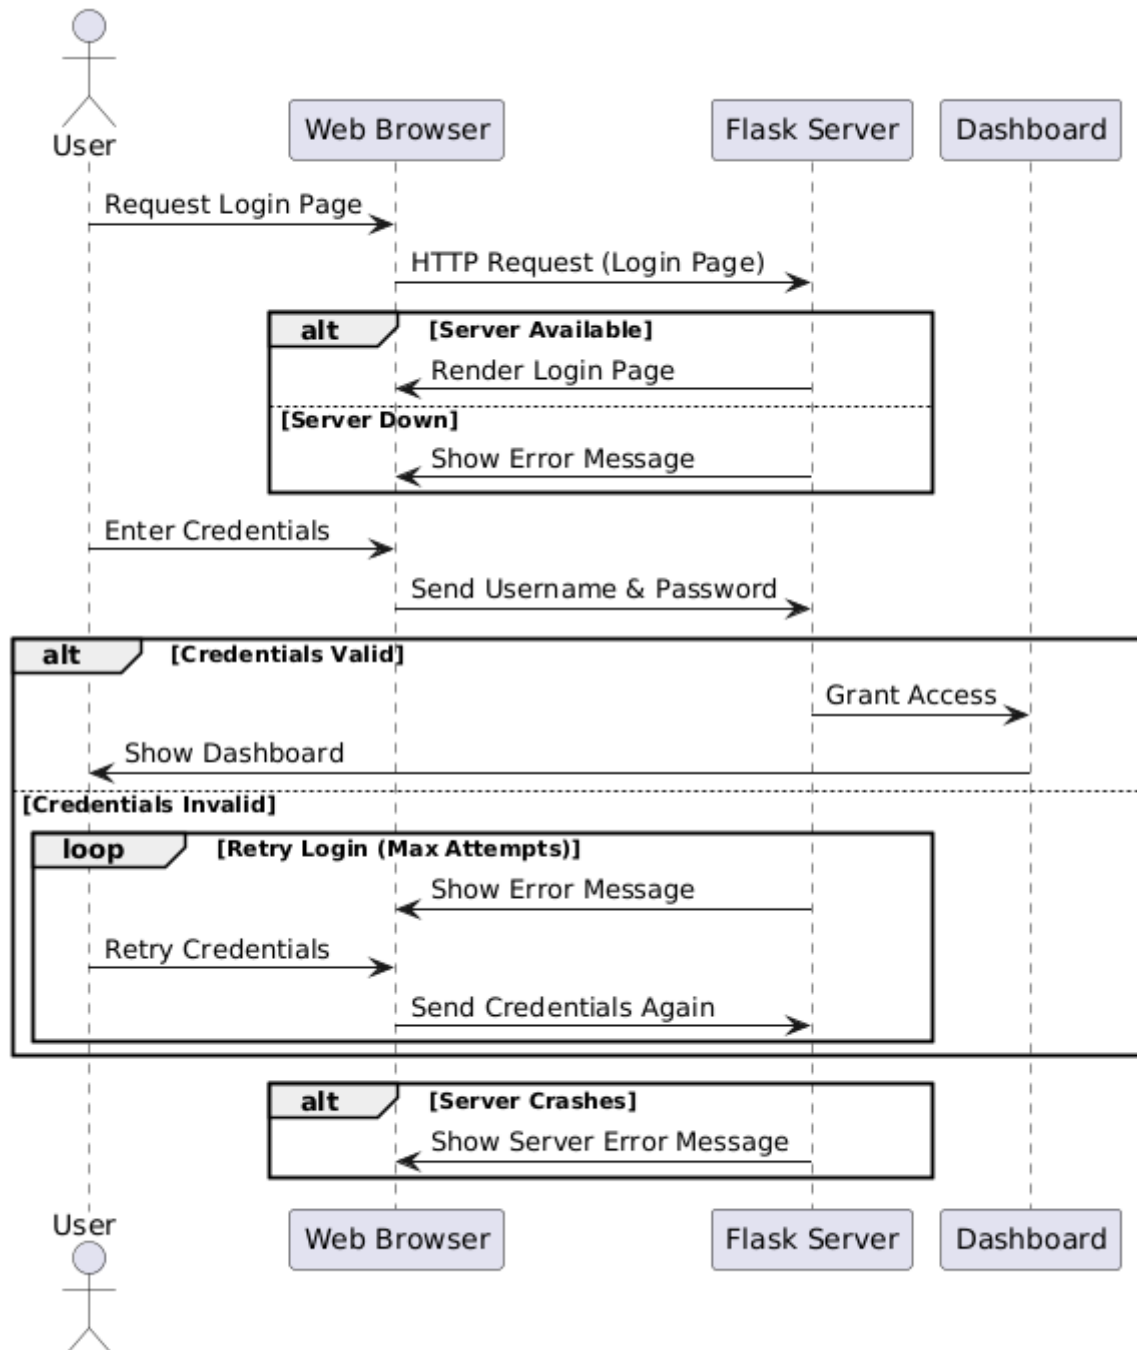 User
Web Browser
Flask Server
Dashboard
Request Login Page
HTTP Request (Login Page)
alt [Server Available]
Render Login Page
[Server Down]
Show Error Message
Enter Credentials
Send Username & Password
alt [Credentials Valid]
Grant Access
Show Dashboard
[Credentials Invalid]
loop [Retry Login (Max Attempts)]
Show Error Message
Retry Credentials
Send Credentials Again
alt [Server Crashes]
Show Server Error Message
User
Web Browser
Flask Server
Dashboard